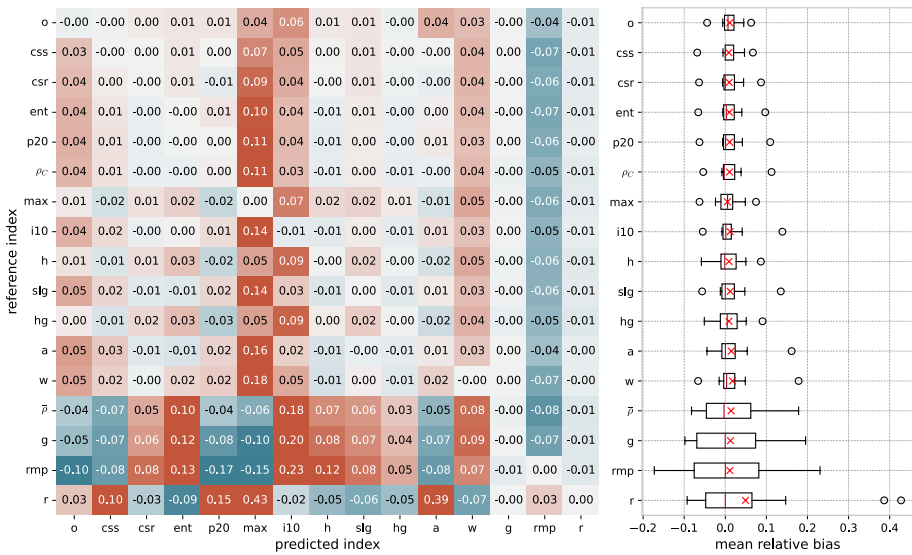 o -0.00 -0.00 0.00 0.01 0.00 0.04 0.06 0.01 0.01 0.00 0.04 0.03 -0.00 -0.04 -0.01
css 0.03 -0.00 0.00 0.01 0.00 0.07 0.05 0.00 0.01 -0.00 0.00 0.04 0.00 -0.07 -0.01
csr 0.04 0.00 -0.00 0.01 -0.01 0.09 0.04 -0.00 0.01 -0.00 0.00 0.04 0.00 -0.06 -0.01
ent 0.04 0.01 -0.00 -0.00 0.01 0.10 0.04 -0.00 0.01 -0.00 0.00 0.04 0.00 -0.07 -0.01
p20 0.04 0.01 -0.00 -0.00 0.00 0.11 0.04 -0.01 0.00 -0.00 0.00 0.04 0.00 -0.06 -0.01
ρC 0.04 0.01 -0.00 -0.00 0.00 0.11 0.03 -0.01 0.00 -0.00 0.00 0.04 -0.00 -0.05 -0.01
max 0.01 -0.02 0.01 0.02 -0.02 0.00 0.07 0.02 0.02 0.01 -0.01 0.05 -0.00 -0.06 -0.01
i10 0.04 0.02 -0.00 0.00 0.01 0.14 -0.01 -0.01 0.00 -0.00 0.01 0.04 -0.00 -0.05 -0.01
h 0.01 -0.01 0.01 0.03 -0.02 0.05 0.09 -0.00 0.02 -0.00 -0.02 0.05 -0.00 -0.06 -0.01
slg 0.05 0.02 -0.01 -0.01 0.02 0.14 0.03 -0.01 -0.00 -0.00 0.01 0.03 0.00 -0.06 -0.01
hg 0.00 -0.01 0.02 0.03 -0.03 0.05 0.09 0.00 0.02 -0.00 -0.02 0.04 -0.00 -0.05 -0.01
a 0.05 0.03 -0.01 -0.01 0.02 0.16 0.02 -0.01 -0.00 -0.00 0.01 0.03 0.00 -0.04 -0.01
w 0.05 0.02 -0.00 0.02 0.02 0.18 0.05 -0.01 0.01 -0.01 0.02 -0.00 0.00 -0.07 -0.00
ρ̅ -0.04 -0.07 0.05 0.10 -0.04 -0.06 0.18 0.07 0.06 0.03 -0.05 0.08 -0.00 -0.08 -0.01
g -0.05 -0.07 0.06 0.12 -0.08 -0.10 0.20 0.08 0.07 0.04 -0.07 0.09 -0.00 -0.07 -0.01
rmp -0.10 -0.08 0.08 0.13 -0.17 -0.15 0.23 0.12 0.08 0.05 -0.08 0.07 -0.01 0.00 -0.01
r 0.03 0.10 -0.03 -0.09 0.15 0.43 -0.02 -0.05 -0.06 -0.05 0.39 -0.07 -0.00 0.03 0.00
o css csr ent p20 max i10 h slg hg a w g rmp r
predicted index
reference index
o
css
csr
ent
p20
ρC
max
i10
h
slg
hg
a
w
ρ̅
g
rmp
r
−0.2 −0.1 0.0 0.1 0.2 0.3 0.4
mean relative bias